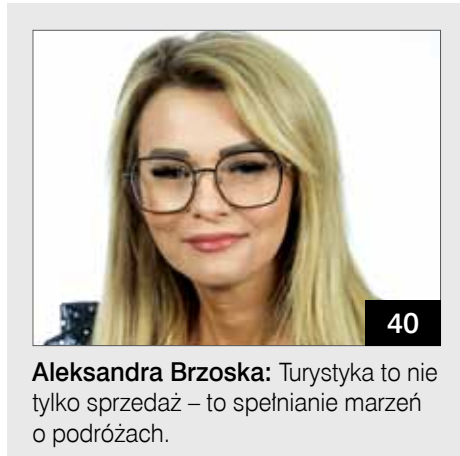 40
Aleksandra Brzoska: Turystyka to nie
tylko sprzedaż – to spełnianie marzeń
o podróżach.